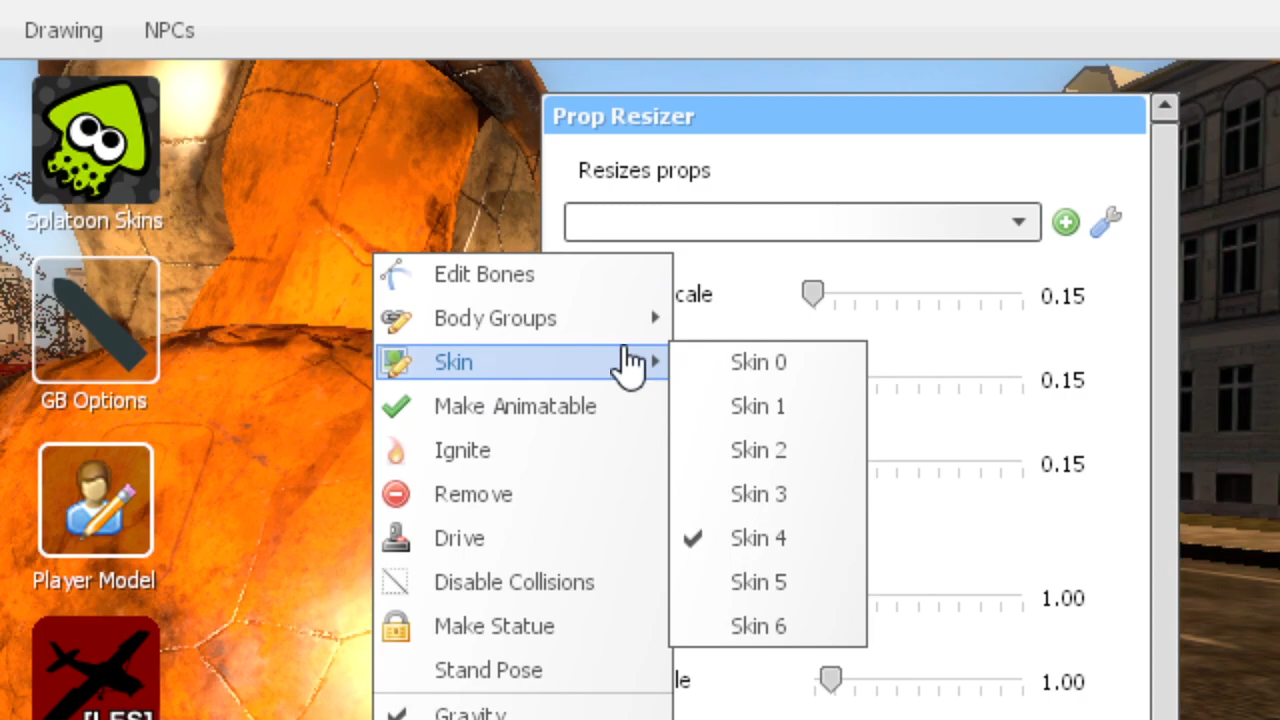 Drawing NPCs
Splatoon Skins
GB Options
Player Model
[LFS]
Prop Resizer
Resizes props
cale 0.15
0.15
0.15
1.00
le 1.00
Edit Bones
Body Groups
Skin
Make Animatable
Ignite
Remove
Drive
Disable Collisions
Make Statue
Stand Pose
Gravity
Skin 0
Skin 1
Skin 2
Skin 3
Skin 4
Skin 5
Skin 6